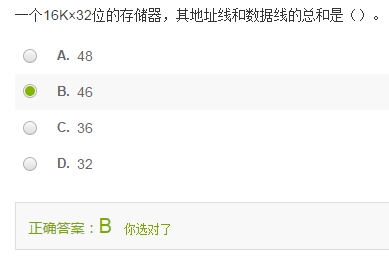 一个16K×32位的存储器，其地址线和数据线的总和是（）。
A. 48
B. 46
C. 36
D. 32
正确答案：B 你选对了